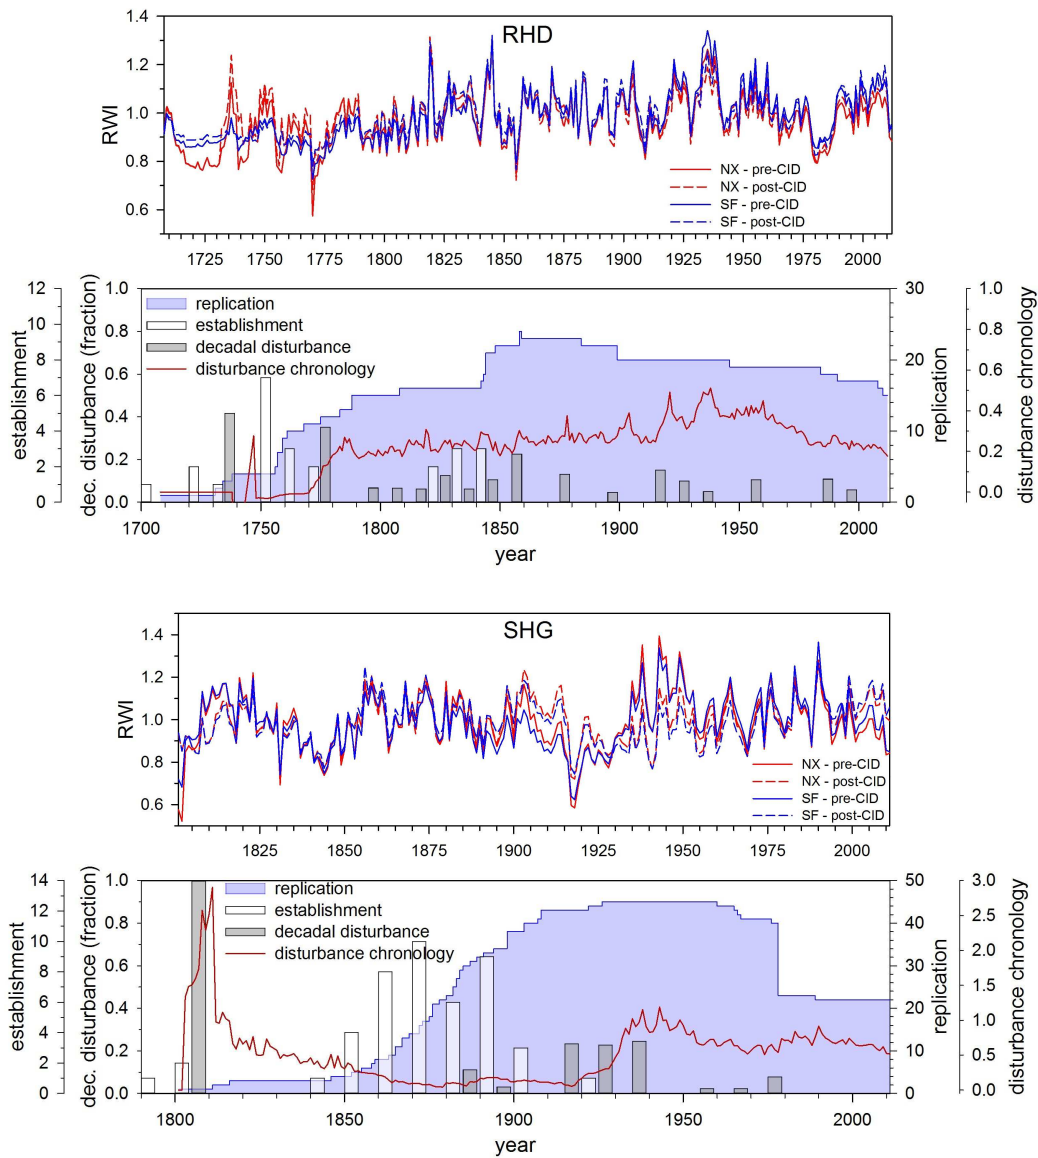 RHD
1.4
1.2
1.0
0.8
0.6
RWI
NX - pre-CID
NX - post-CID
SF - pre-CID
SF - post-CID
1725 1750 1775 1800 1825 1850 1875 1900 1925 1950 1975 2000
12 1.0 30 1.0
10 0.8 0.8
8 0.6 20 0.6
6 0.4 0.4
4 10 0.2
2 0.2 0.0
0 0.0 0
establishment
dec. disturbance (fraction)
replication
establishment
decadal disturbance
disturbance chronology
replication
disturbance chronology
1700 1750 1800 1850 1900 1950 2000
year
SHG
1.4
1.2
1.0
0.8
0.6
RWI
NX - pre-CID
NX - post-CID
SF - pre-CID
SF - post-CID
1825 1850 1875 1900 1925 1950 1975 2000
14 1.0 50 3.0
12 0.8 40 2.5
10 0.6 30 2.0
8 0.4 20 1.5
6 0.2 10 1.0
4 0.0 0 0.5
2 0.0
0
establishment
dec. disturbance (fraction)
replication
establishment
decadal disturbance
disturbance chronology
replication
disturbance chronology
1800 1850 1900 1950 2000
year